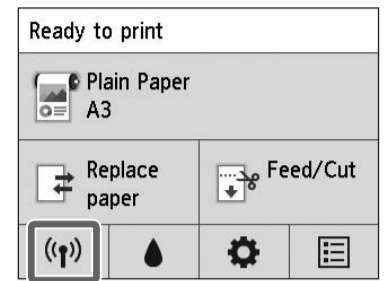 Ready to print
Plain Paper
A3
Replace
paper
Feed/Cut